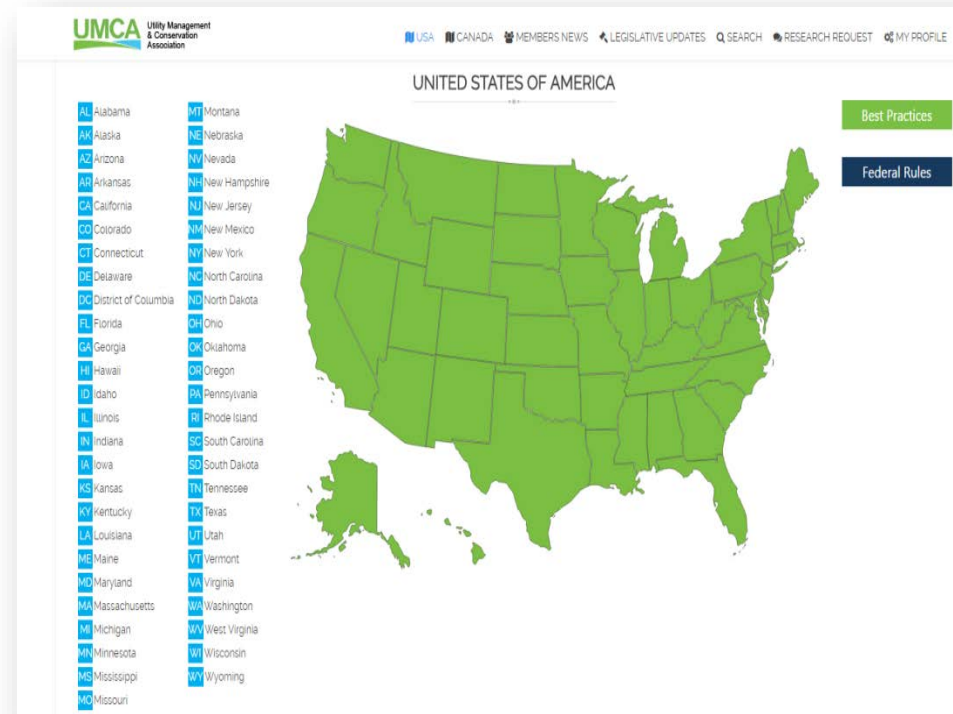 UMCA
Utility Management
& Conservation
Association
USA
CANADA
MEMBERS NEWS
LEGISLATIVE UPDATES
SEARCH
RESEARCH REQUEST
MY PROFILE
UNITED STATES OF AMERICA
Best Practices
Federal Rules
AL Alabama
AK Alaska
AZ Arizona
AR Arkansas
CA California
CO Colorado
CT Connecticut
DE Delaware
DC District of Columbia
FL Florida
GA Georgia
HI Hawaii
ID Idaho
IL Illinois
IN Indiana
IA Iowa
KS Kansas
KY Kentucky
LA Louisiana
ME Maine
MD Maryland
MA Massachusetts
MI Michigan
MN Minnesota
MS Mississippi
MO Missouri
MT Montana
NE Nebraska
NV Nevada
NH New Hampshire
NJ New Jersey
NM New Mexico
NY New York
NC North Carolina
ND North Dakota
OH Ohio
OK Oklahoma
OR Oregon
PA Pennsylvania
RI Rhode Island
SC South Carolina
SD South Dakota
TN Tennessee
TX Texas
UT Utah
VT Vermont
VA Virginia
WA Washington
WV West Virginia
WI Wisconsin
WY Wyoming